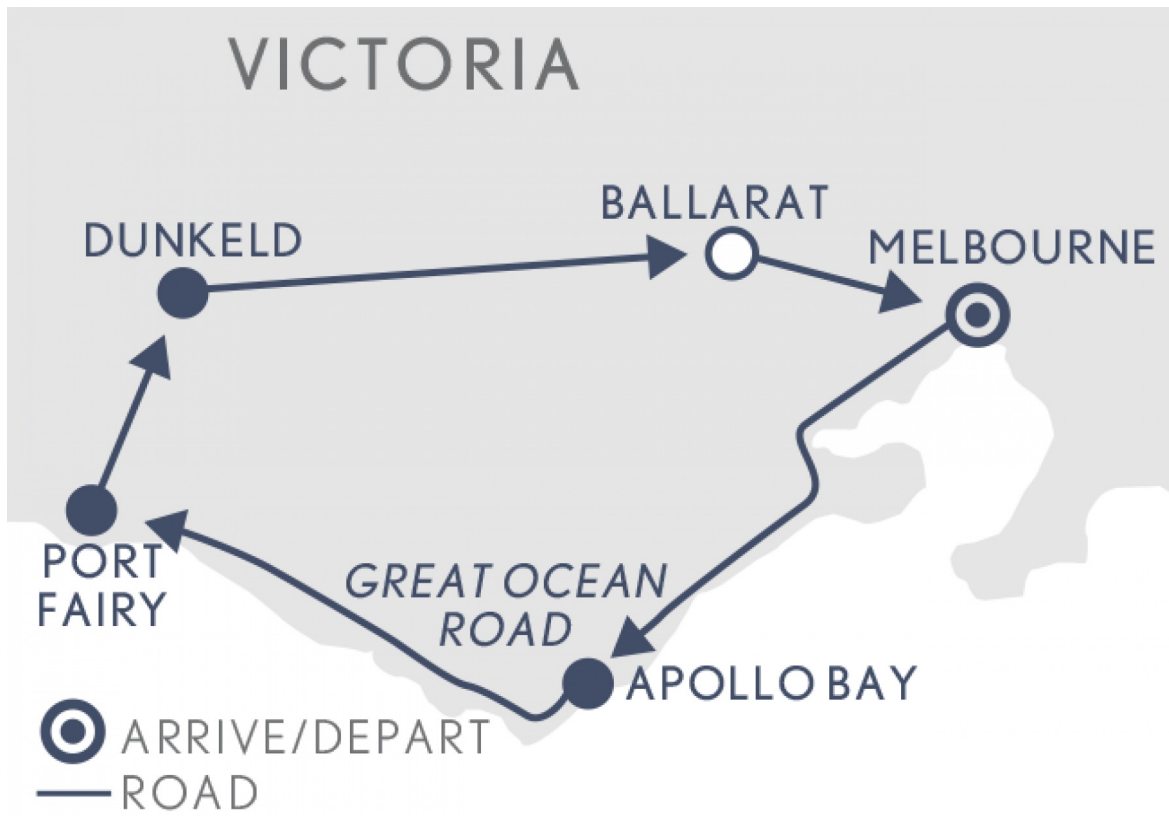 VICTORIA
BALLARAT
DUNKELD
MELBOURNE
PORT
FAIRY
GREAT OCEAN
ROAD
APOLLO BAY
ARRIVE/DEPART
ROAD